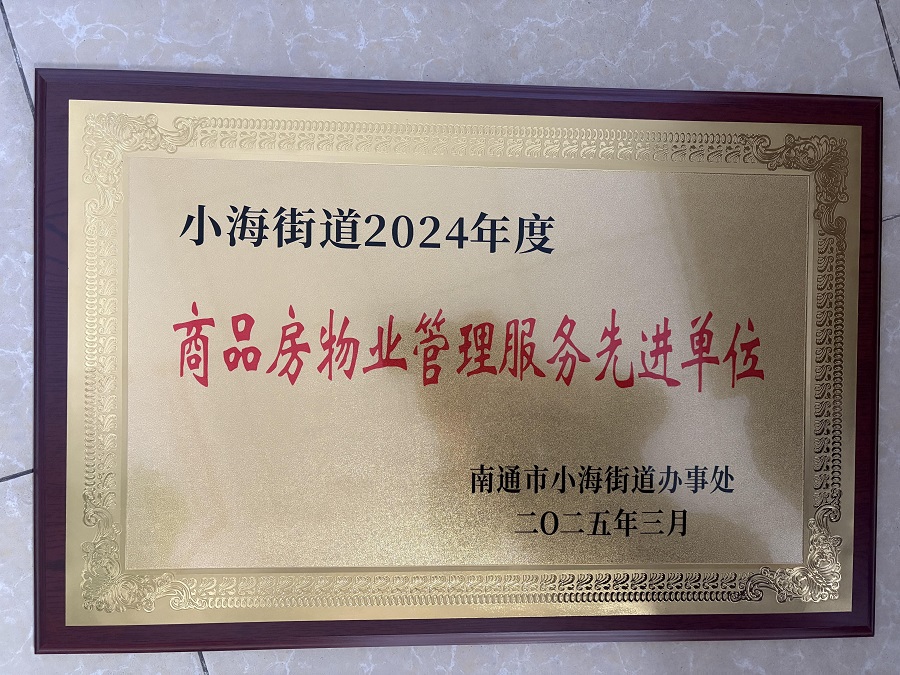 小海街道2024年度
商品房物业管理服务先进单位
南通市小海街道办事处
二〇二五年三月